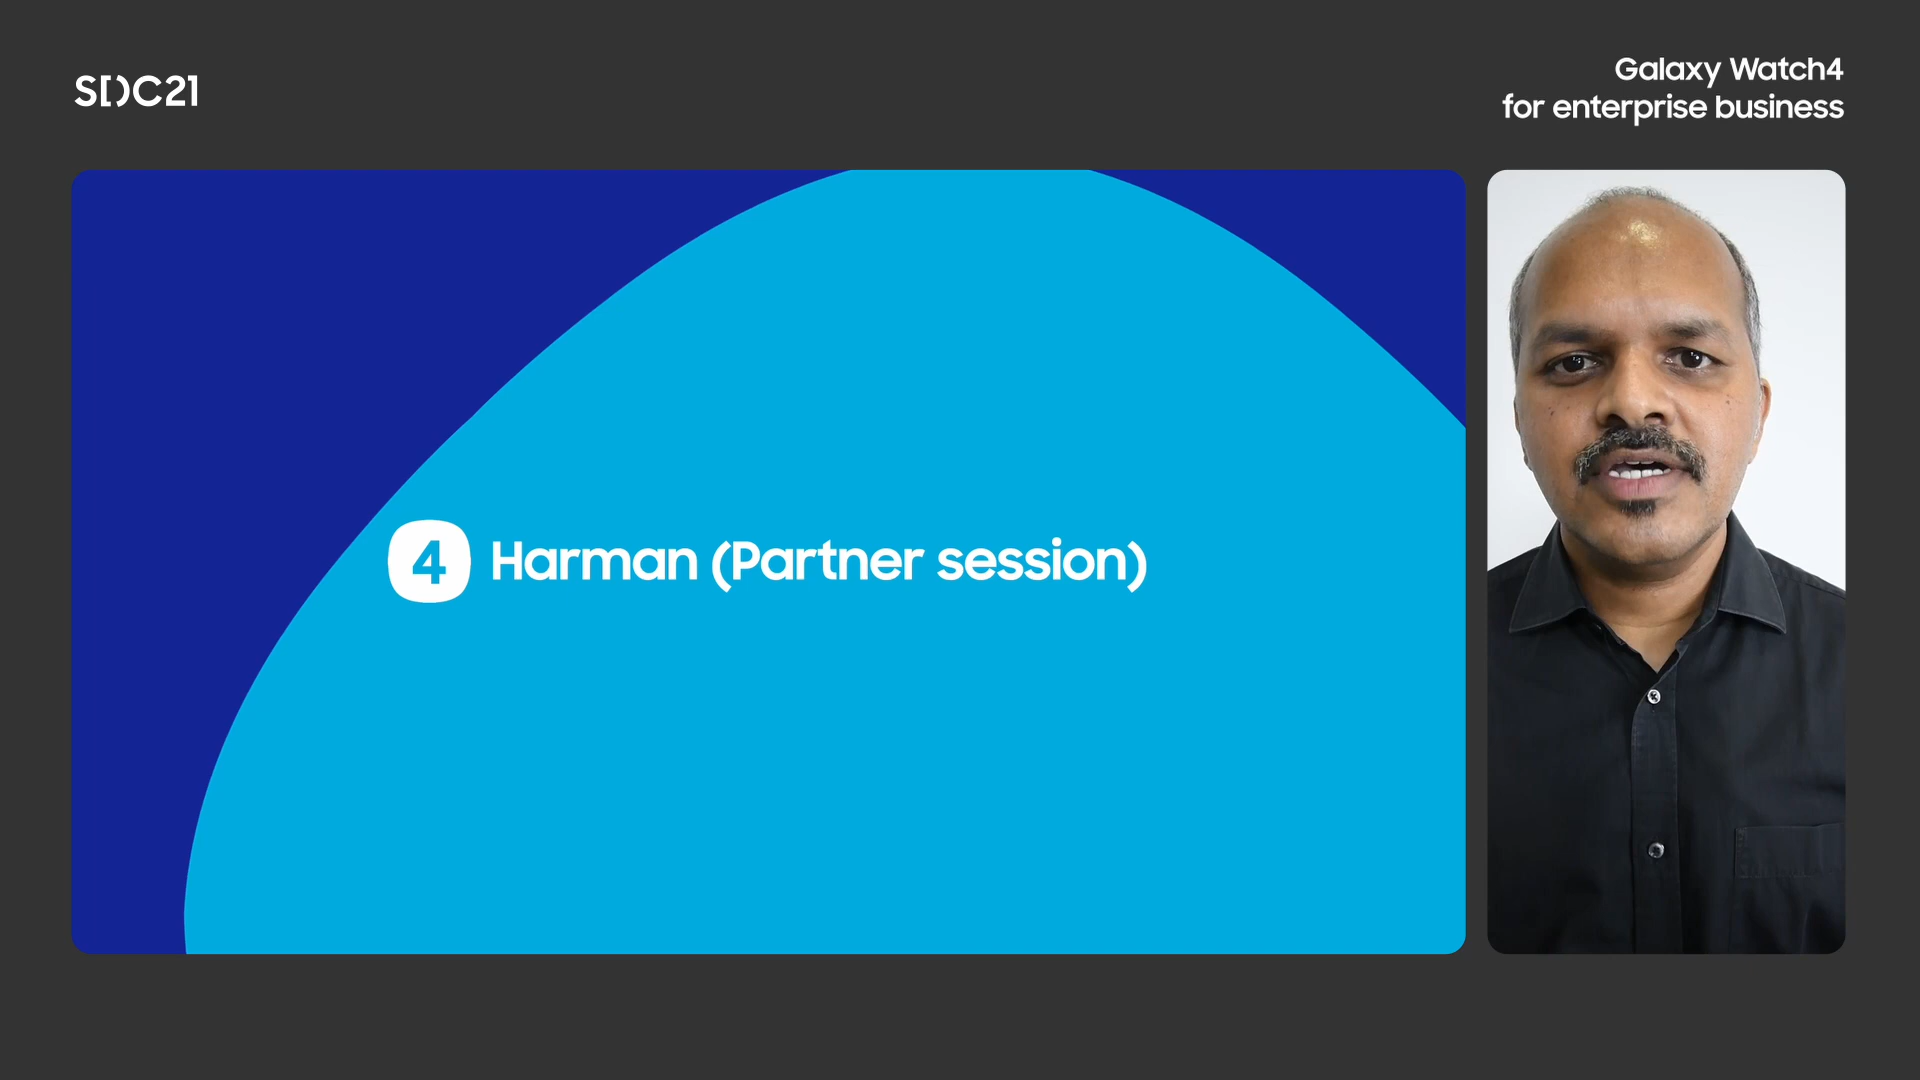 SDC21
Galaxy Watch4
for enterprise business
4 Harman (Partner session)